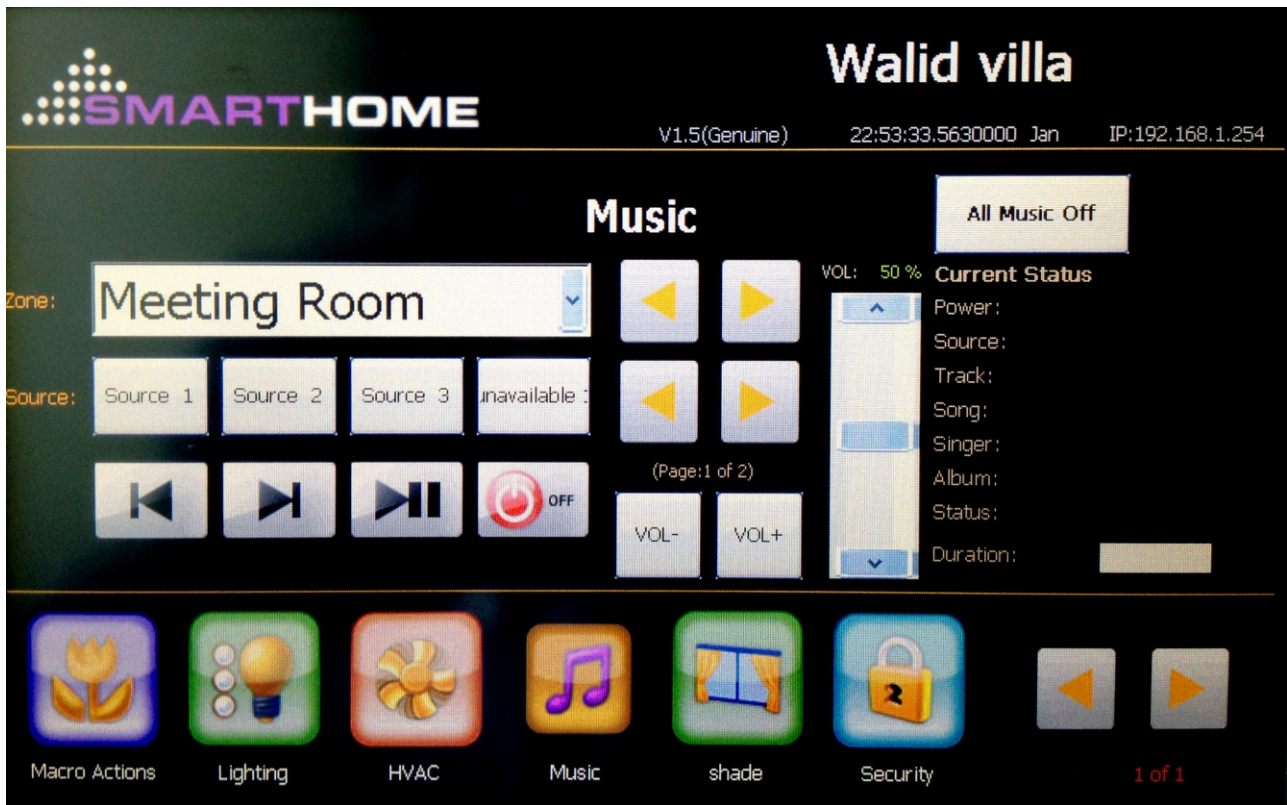 SMARTHOME
Walid villa
V1.5(Genuine) 22:53:33.5630000 Jan IP:192.168.1.254
Music
All Music Off
Zone: Meeting Room
VOL: 50 %
Current Status
Power:
Source:
Track:
Song:
Singer:
Album:
Status:
Duration:
Source: Source 1 Source 2 Source 3 unavailable
OFF
(Page:1 of 2)
VOL- VOL+
Macro Actions Lighting HVAC Music shade Security
2
1 of 1